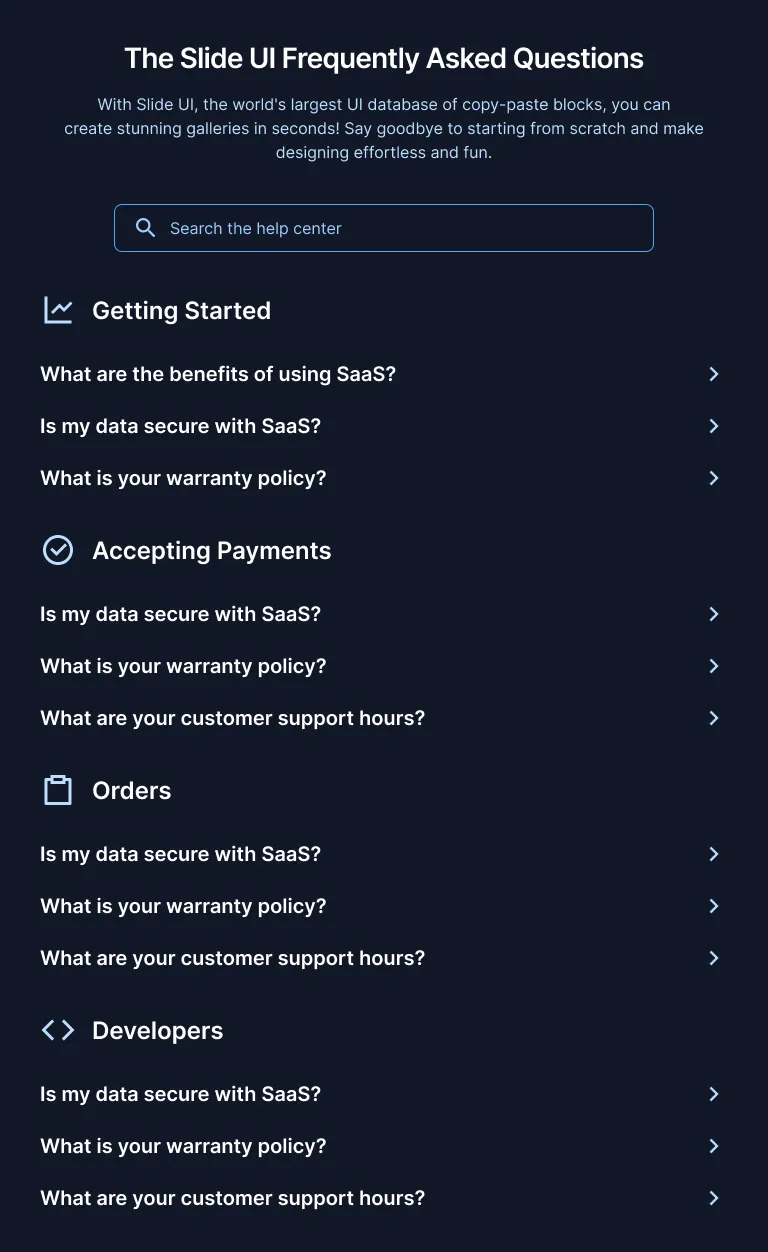 The Slide UI Frequently Asked Questions
With Slide UI, the world's largest UI database of copy-paste blocks, you can
create stunning galleries in seconds! Say goodbye to starting from scratch and make
designing effortless and fun.
Search the help center
Getting Started
What are the benefits of using SaaS?
Is my data secure with SaaS?
What is your warranty policy?
Accepting Payments
Is my data secure with SaaS?
What is your warranty policy?
What are your customer support hours?
Orders
Is my data secure with SaaS?
What is your warranty policy?
What are your customer support hours?
Developers
Is my data secure with SaaS?
What is your warranty policy?
What are your customer support hours?